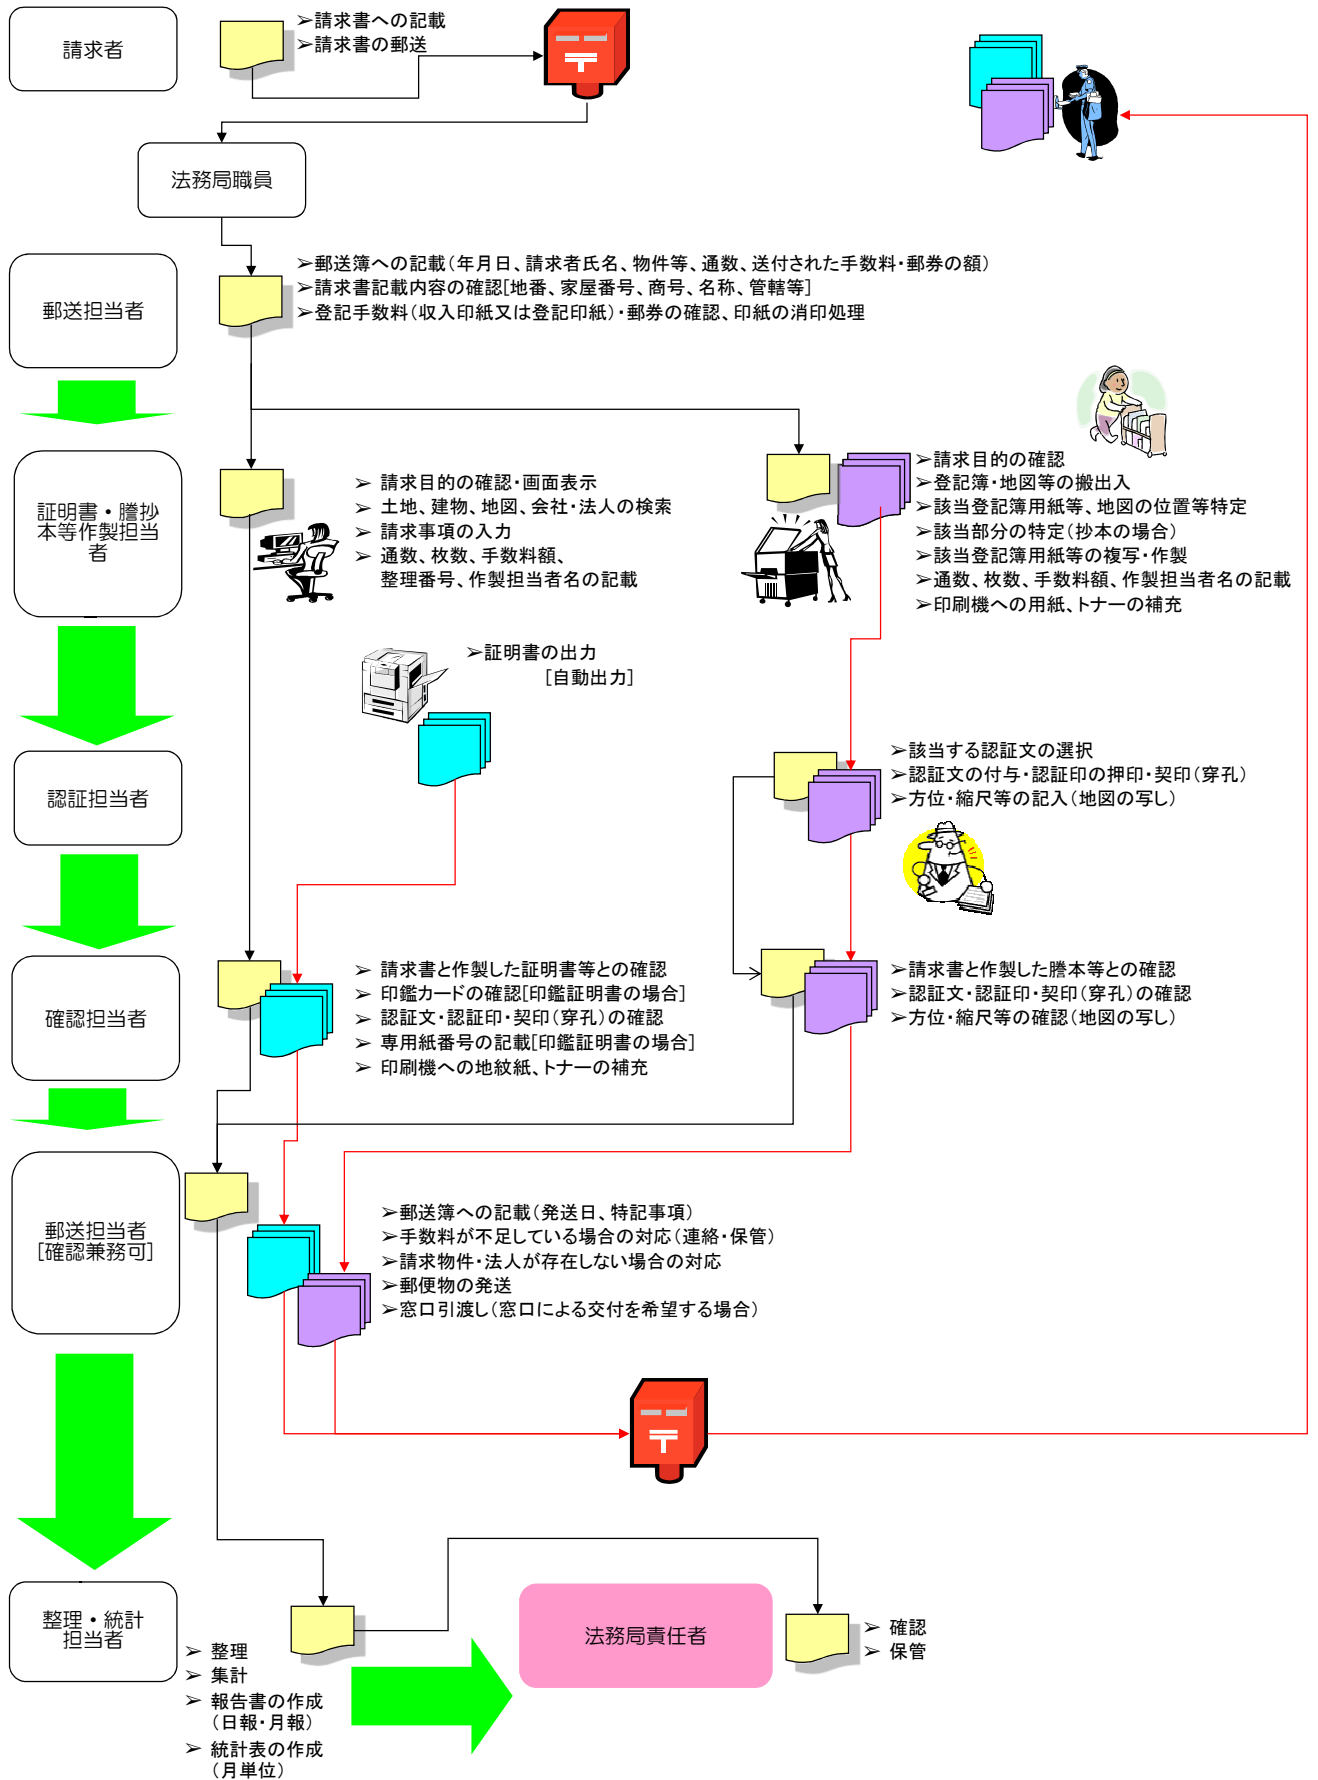 請求者
➢請求書への記載
➢請求書の郵送
法務局職員
郵送担当者
➢郵送簿への記載(年月日、請求者氏名、物件等、通数、送付された手数料・郵券の額)
➢請求書記載内容の確認[地番、家屋番号、商号、名称、管轄等]
➢登記手数料(収入印紙又は登記印紙)・郵券の確認、印紙の消印処理
証明書・謄抄
本等作製担当
者
➢ 請求目的の確認・画面表示
➢ 土地、建物、地図、会社・法人の検索
➢ 請求事項の入力
➢ 通数、枚数、手数料額、
整理番号、作製担当者名の記載
➢請求目的の確認
➢登記簿・地図等の搬出入
➢該当登記簿用紙等、地図の位置等特定
➢該当部分の特定(抄本の場合)
➢該当登記簿用紙等の複写・作製
➢通数、枚数、手数料額、作製担当者名の記載
➢印刷機への用紙、トナーの補充
➢証明書の出力
[自動出力]
認証担当者
➢該当する認証文の選択
➢認証文の付与・認証印の押印・契印(穿孔)
➢方位・縮尺等の記入(地図の写し)
確認担当者
➢ 請求書と作製した証明書等との確認
➢ 印鑑カードの確認[印鑑証明書の場合]
➢ 認証文・認証印・契印(穿孔)の確認
➢ 専用紙番号の記載[印鑑証明書の場合]
➢ 印刷機への地紋紙、トナーの補充
➢請求書と作製した謄本等との確認
➢認証文・認証印・契印(穿孔)の確認
➢方位・縮尺等の確認(地図の写し)
郵送担当者
[確認兼務可]
➢郵送簿への記載(発送日、特記事項)
➢手数料が不足している場合の対応(連絡・保管)
➢請求物件・法人が存在しない場合の対応
➢郵便物の発送
➢窓口引渡し(窓口による交付を希望する場合)
整理・統計
担当者
➢ 整理
➢ 集計
➢ 報告書の作成
(日報・月報)
➢ 統計表の作成
(月単位)
法務局責任者
➢ 確認
➢ 保管